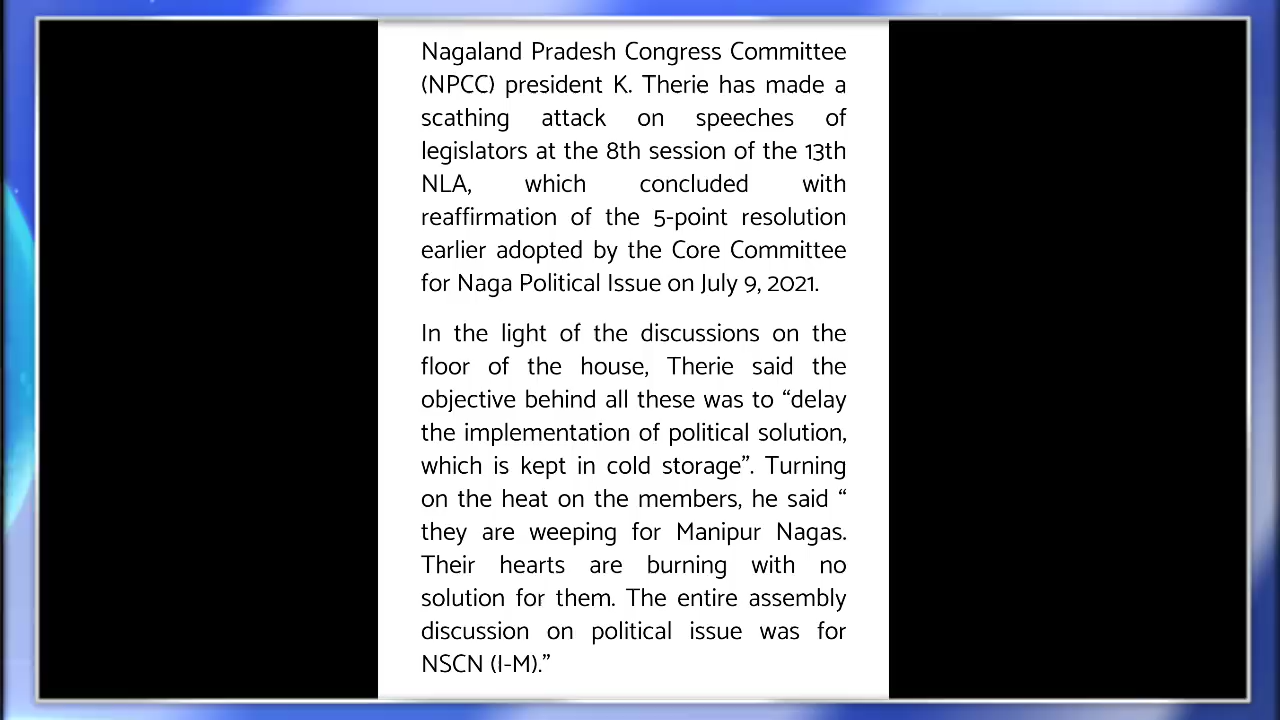 Nagaland Pradesh Congress Committee
(NPCC) president K. Therie has made a
scathing attack on speeches of
legislators at the 8th session of the 13th
NLA, which concluded with
reaffirmation of the 5-point resolution
earlier adopted by the Core Committee
for Naga Political Issue on July 9, 2021.
In the light of the discussions on the
floor of the house, Therie said the
objective behind all these was to “delay
the implementation of political solution,
which is kept in cold storage”. Turning
on the heat on the members, he said “
they are weeping for Manipur Nagas.
Their hearts are burning with no
solution for them. The entire assembly
discussion on political issue was for
NSCN (I-M).”